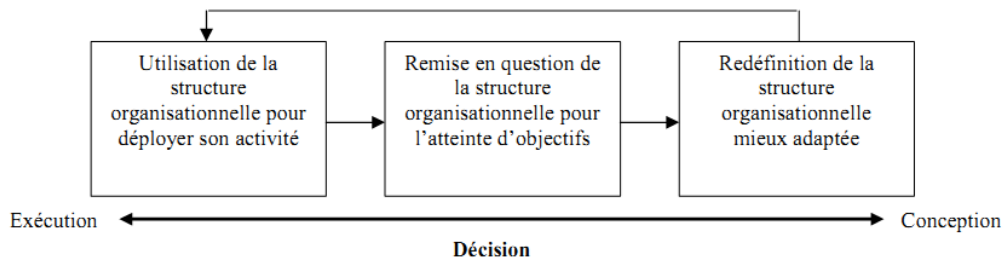 Utilisation de la
structure
organisationnelle pour
déployer son activité
Remise en question de
la structure
organisationnelle pour
l'atteinte d'objectifs
Redéfinition de la
structure
organisationnelle
mieux adaptée
Exécution
Conception
Décision